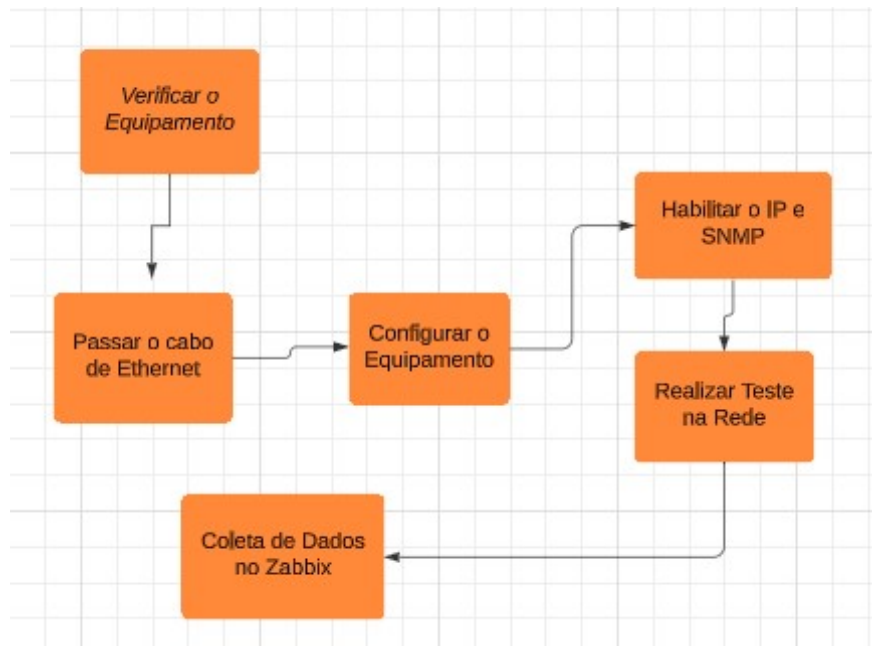 Verificar o
Equipamento
Passar o cabo
de Ethernet
Configurar o
Equipamento
Habilitar o IP e
SNMP
Realizar Teste
na Rede
Coleta de Dados
no Zabbix